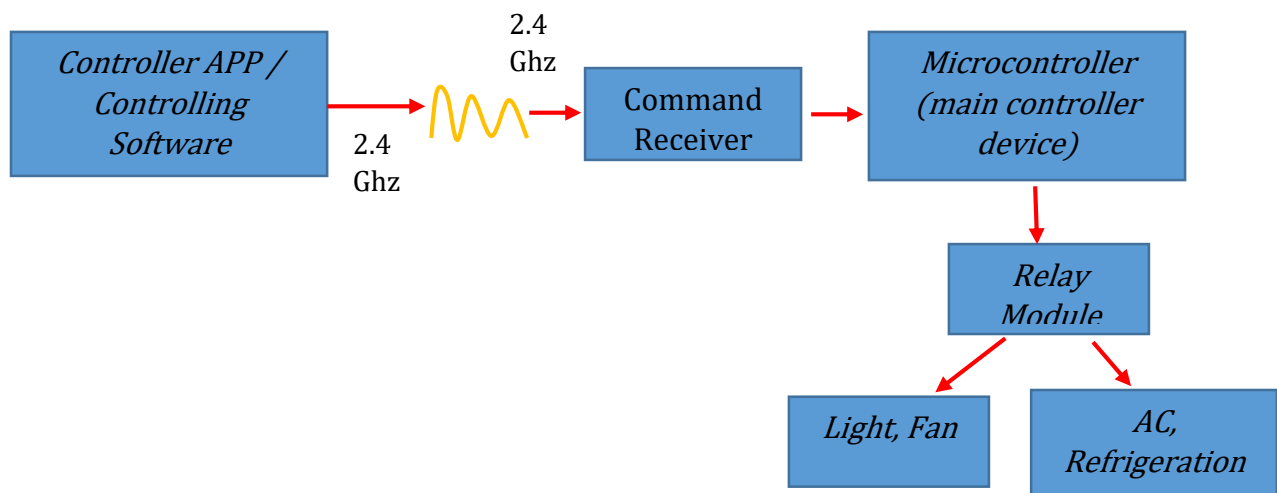 Controller APP /
Controlling
Software
2.4
Ghz
2.4
Ghz
Command
Receiver
Microcontroller
(main controller
device)
Relay
Module
Light, Fan
AC,
Refrigeration